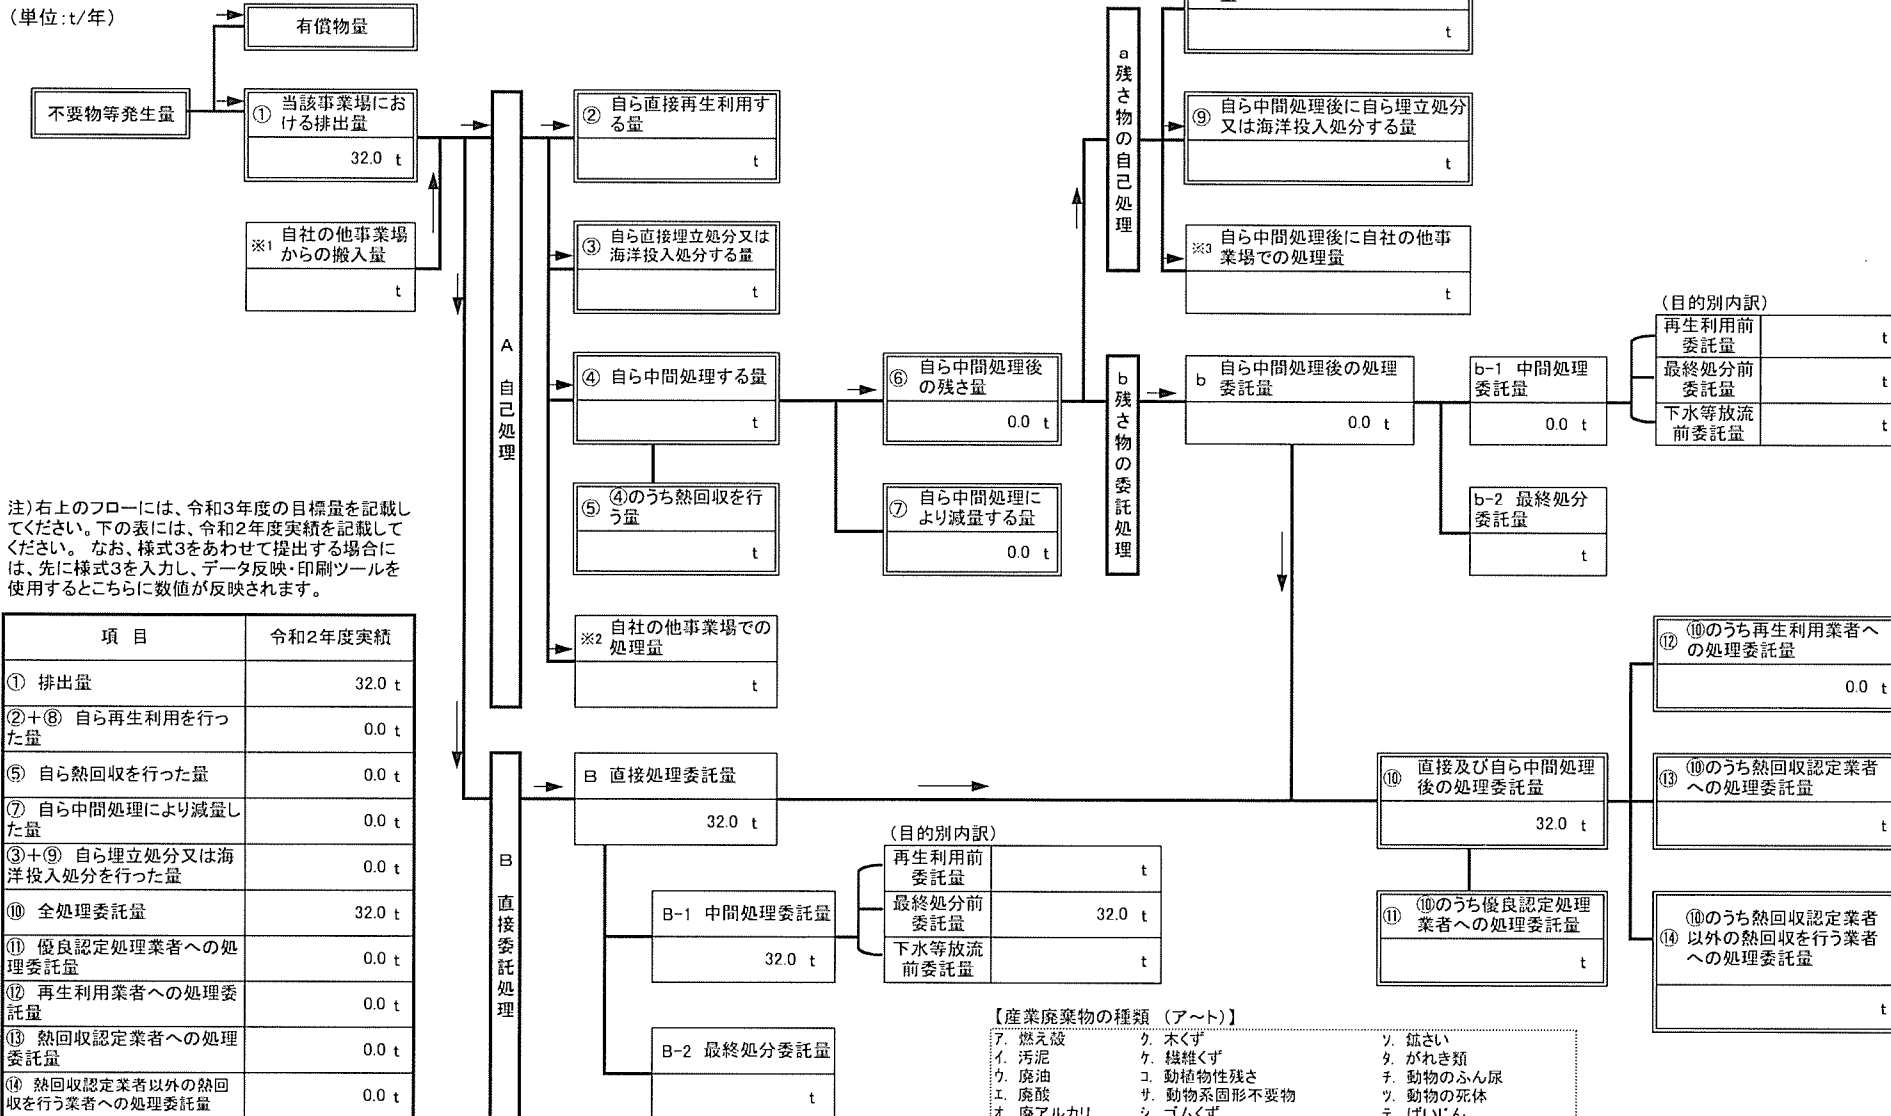 (単位:t/年)
有償物量
不要物等発生量
① 当該事業場にお
ける排出量
32.0 t
※1 自社の他事業場
からの搬入量
t
A 自己処理
② 自ら直接再生利用す
る量
t
③ 自ら直接埋立処分又は
海洋投入処分する量
t
④ 自ら中間処理する量
t
⑤ ④のうち熱回収を行
う量
t
※2 自社の他事業場での
処理量
t
⑥ 自ら中間処理後
の残さ量
0.0 t
⑦ 自ら中間処理に
より減量する量
0.0 t
a 残さ物の自己処理
t
⑨ 自ら中間処理後に自ら埋立処分
又は海洋投入処分する量
t
※3 自ら中間処理後に自社の他事
業場での処理量
t
b 残さ物の委託処理
b 自ら中間処理後の処理
委託量
0.0 t
b-1 中間処理
委託量
0.0 t
(目的別内訳)
再生利用前
委託量
t
最終処分前
委託量
t
下水等放流
前委託量
t
b-2 最終処分
委託量
t
注)右上のフローには、令和3年度の目標量を記載し
てください。下の表には、令和2年度実績を記載して
ください。 なお、様式3をあわせて提出する場合に
は、先に様式3を入力し、データ反映・印刷ツールを
使用するとこちらに数値が反映されます。
項 目 令和2年度実績
① 排出量 32.0 t
②+⑧ 自ら再生利用を行っ
た量 0.0 t
⑤ 自ら熱回収を行った量 0.0 t
⑦ 自ら中間処理により減量し
た量 0.0 t
③+⑨ 自ら埋立処分又は海
洋投入処分を行った量 0.0 t
⑩ 全処理委託量 32.0 t
⑪ 優良認定処理業者への処
理委託量 0.0 t
⑫ 再生利用業者への処理委
託量 0.0 t
⑬ 熱回収認定業者への処理
委託量 0.0 t
⑭ 熱回収認定業者以外の熱回
収を行う業者への処理委託量 0.0 t
B 直接委託処理
B 直接処理委託量
32.0 t
B-1 中間処理委託量
32.0 t
(目的別内訳)
再生利用前
委託量
t
最終処分前
委託量
32.0 t
下水等放流
前委託量
t
B-2 最終処分委託量
t
⑩ 直接及び自ら中間処理
後の処理委託量
32.0 t
⑪ ⑩のうち優良認定処理
業者への処理委託量
t
⑫ ⑩のうち再生利用業者へ
の処理委託量
0.0 t
⑬ ⑩のうち熱回収認定業者
への処理委託量
t
⑭ ⑩のうち熱回収認定業者
以外の熱回収を行う業者
への処理委託量
t
【産業廃棄物の種類 (ア～ト)】
ア. 燃え殻 ク. 木くず ソ. 鉱さい
イ. 汚泥 ケ. 繊維くず タ. がれき類
ウ. 廃油 コ. 動植物性残さ チ. 動物のふん尿
エ. 廃酸 サ. 動物系固形不要物 ツ. 動物の死体
オ. 廃アルカリ シ. ゴムくず テ. ばいじん